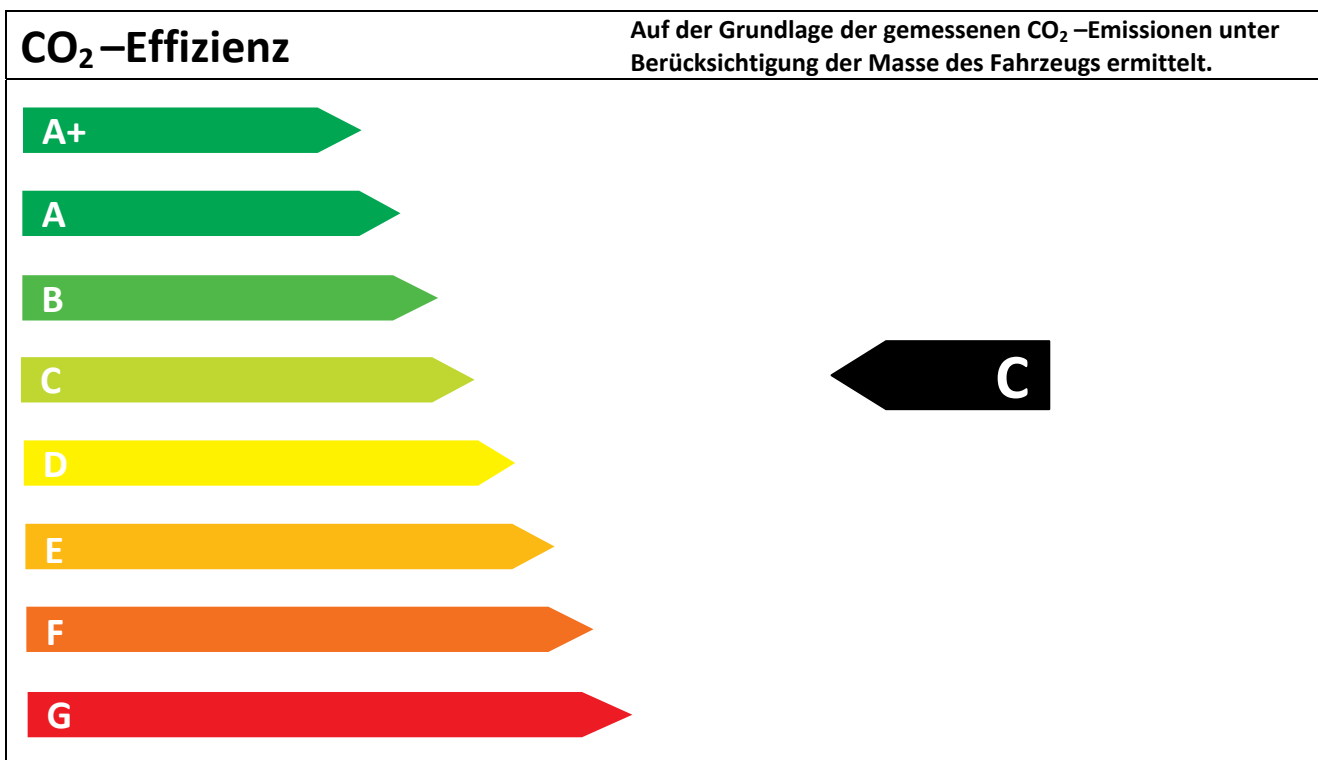 CO₂ –Effizienz
Auf der Grundlage der gemessenen CO₂ –Emissionen unter
Berücksichtigung der Masse des Fahrzeugs ermittelt.
A+
A
B
C
C
D
E
F
G